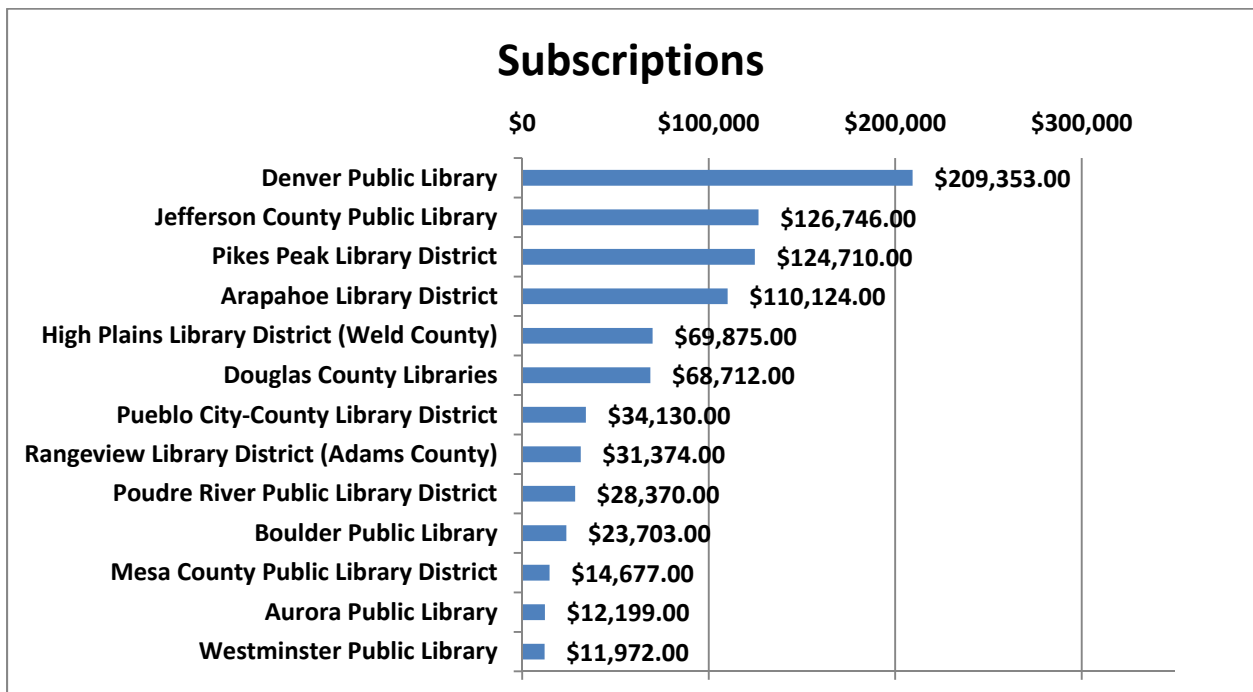 Subscriptions
$0 $100,000 $200,000 $300,000
Denver Public Library $209,353.00
Jefferson County Public Library $126,746.00
Pikes Peak Library District $124,710.00
Arapahoe Library District $110,124.00
High Plains Library District (Weld County) $69,875.00
Douglas County Libraries $68,712.00
Pueblo City-County Library District $34,130.00
Rangeview Library District (Adams County) $31,374.00
Poudre River Public Library District $28,370.00
Boulder Public Library $23,703.00
Mesa County Public Library District $14,677.00
Aurora Public Library $12,199.00
Westminster Public Library $11,972.00